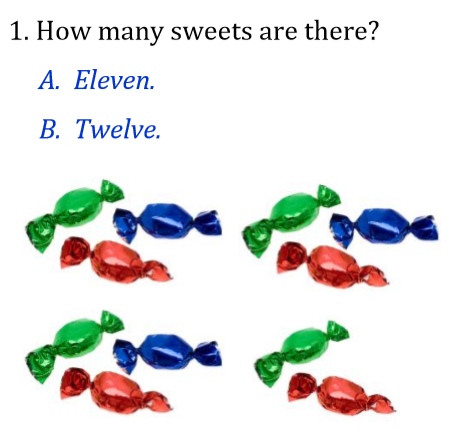 1. How many sweets are there?
A. Eleven.
B. Twelve.